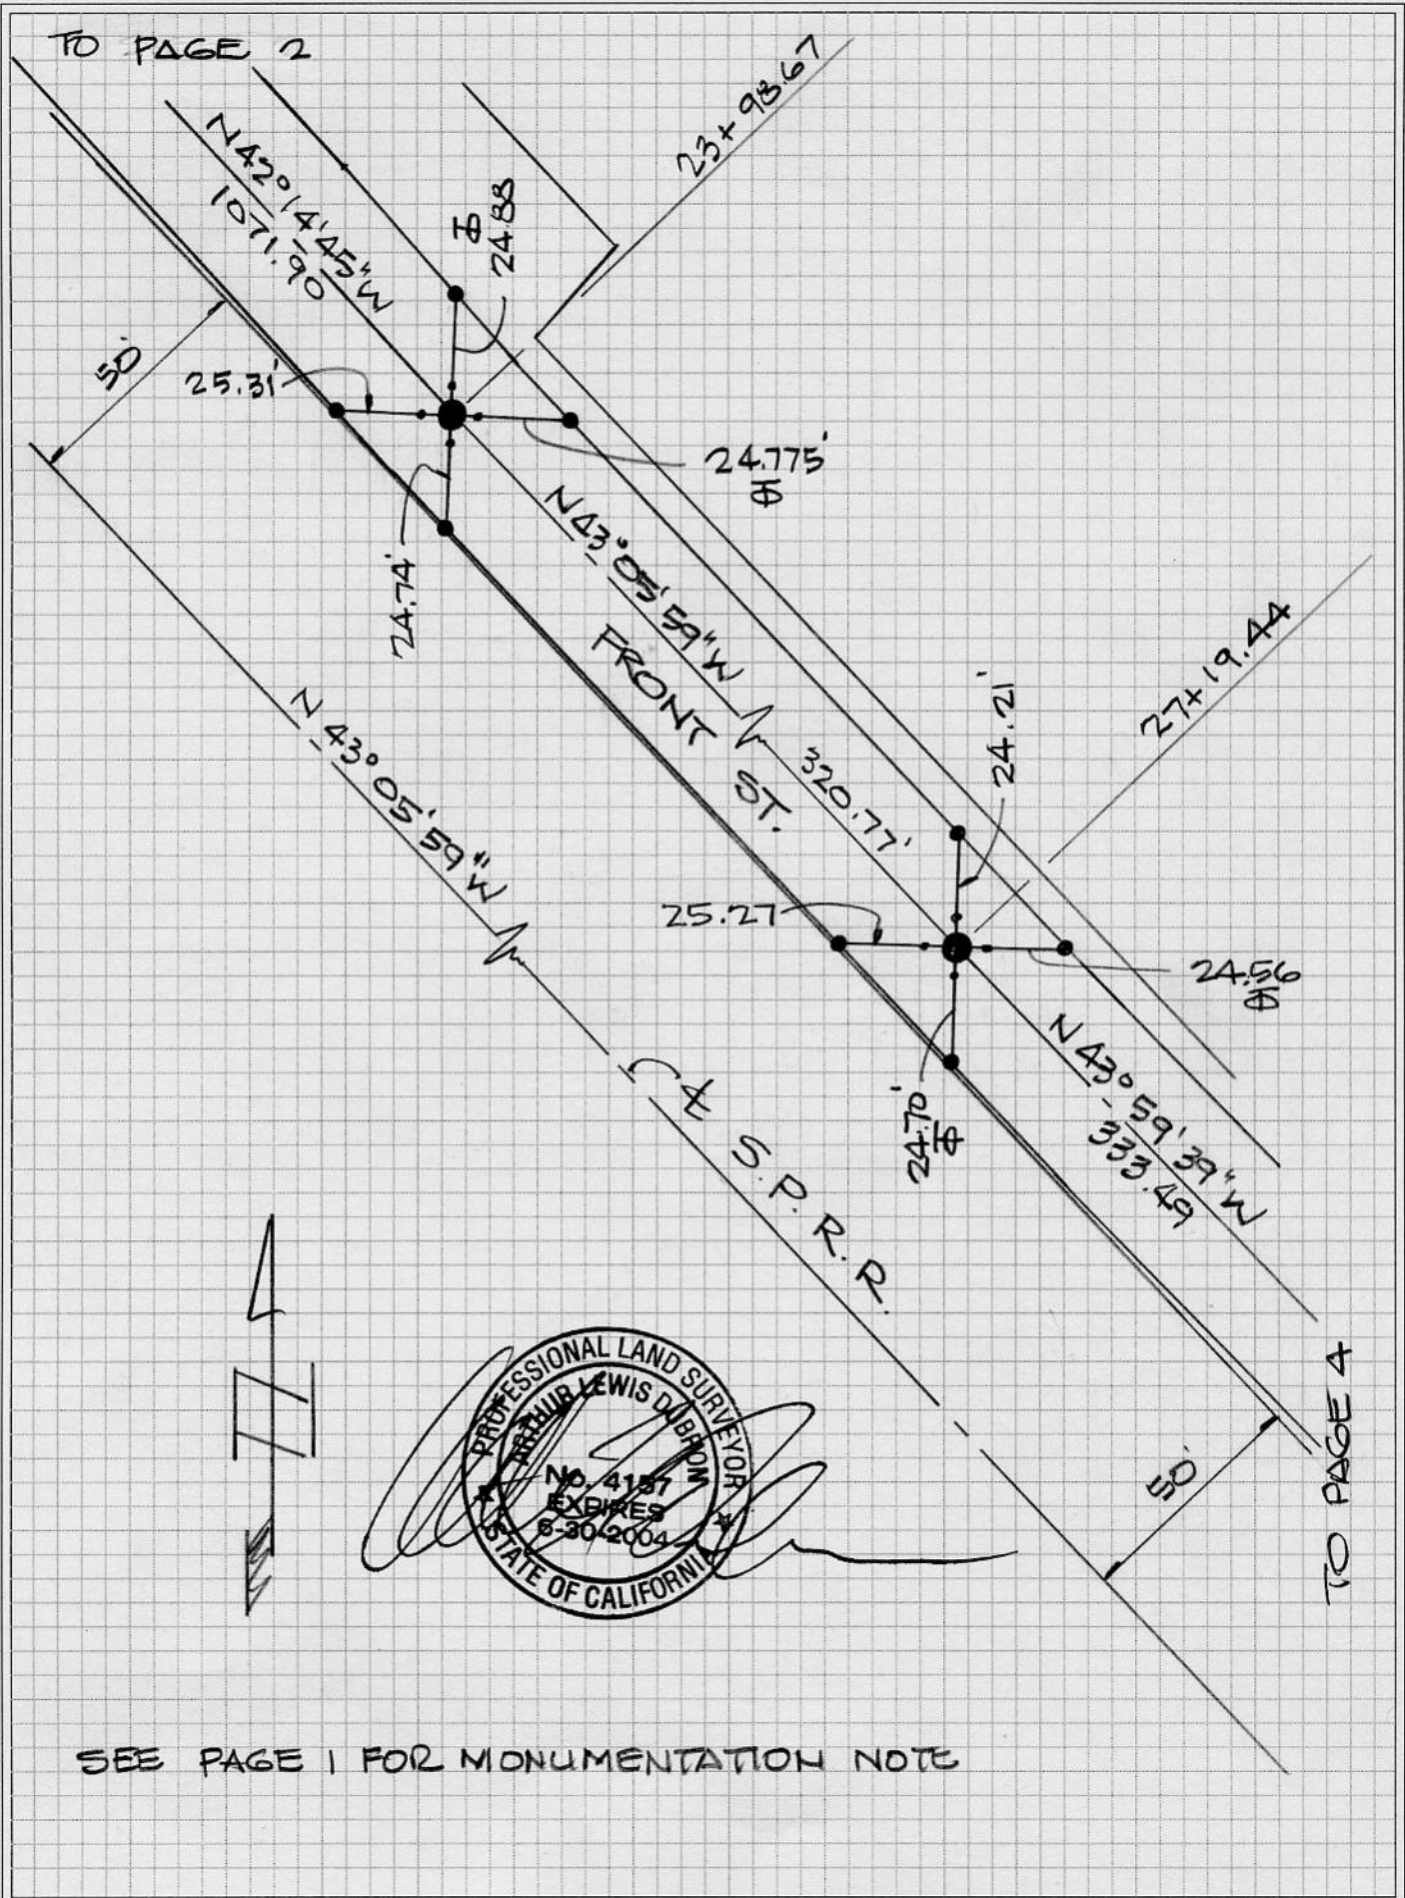 TO PAGE 2
23+98.67
N42°14'45"W
1071.90
24.88
50'
25.31'
24.775'
24.74'
N43°05'59"W
320.77'
FRONT ST.
N 43°05'59"W
24.21'
27+19.44
25.27
24.56
24.70'
N43°59'39"W
333.49
℄ S.P.R.R.
50'
TO PAGE 4
PROFESSIONAL LAND SURVEYOR
ARTHUR LEWIS DUBRION
No. 4157
EXPIRES
6-30-2004
STATE OF CALIFORNIA
SEE PAGE 1 FOR MONUMENTATION NOTE